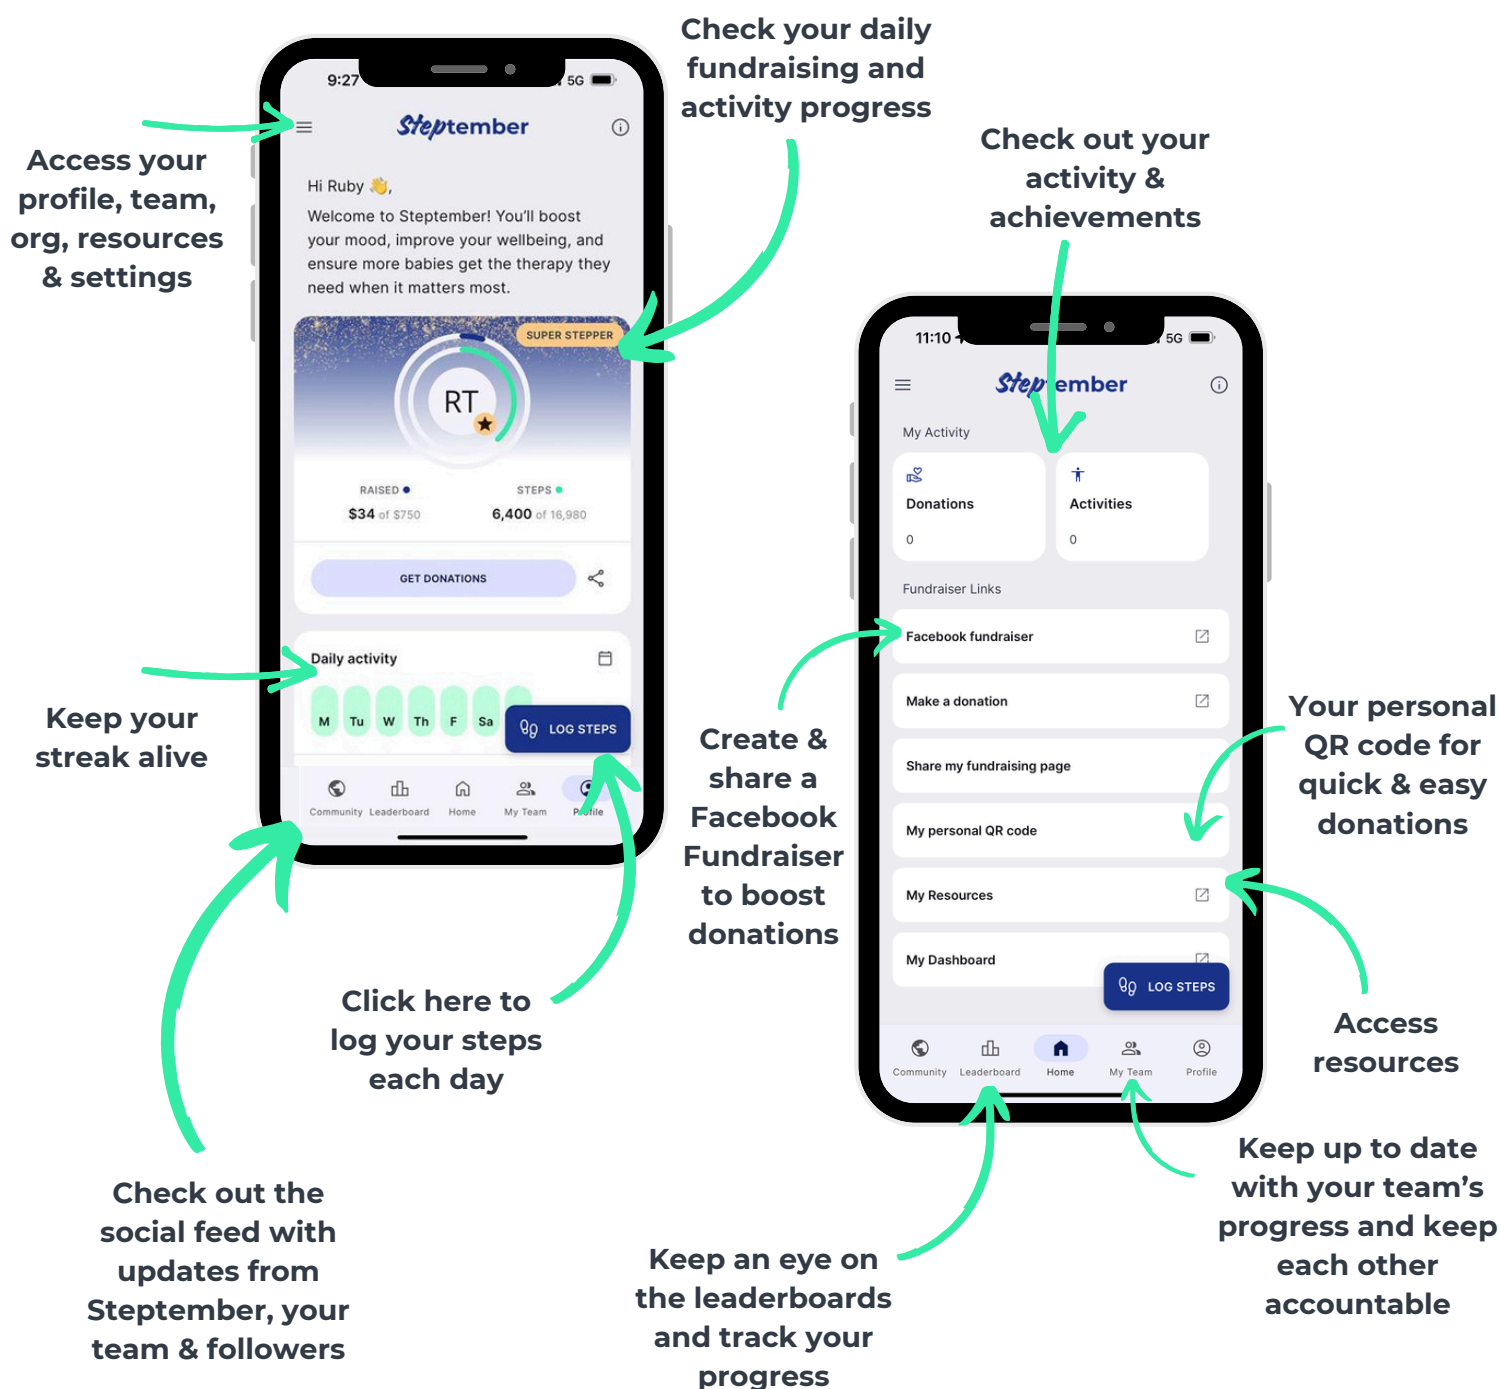 Check your daily
fundraising and
activity progress
Access your
profile, team,
org, resources
& settings
9:27
5G
Steptember
Hi Ruby 👋,
Welcome to Steptember! You'll boost
your mood, improve your wellbeing, and
ensure more babies get the therapy they
need when it matters most.
SUPER STEPPER
RT
RAISED
STEPS
$34 of $750
6,400 of 16,980
GET DONATIONS
Daily activity
M Tu W Th F Sa
LOG STEPS
Community Leaderboard Home My Team Profile
Keep your
streak alive
Click here to
log your steps
each day
Check out the
social feed with
updates from
Steptember, your
team & followers
Check out your
activity &
achievements
11:10
5G
Steptember
My Activity
Donations
0
Activities
0
Fundraiser Links
Facebook fundraiser
Make a donation
Share my fundraising page
My personal QR code
My Resources
My Dashboard
LOG STEPS
Community Leaderboard Home My Team Profile
Create &
share a
Facebook
Fundraiser
to boost
donations
Your personal
QR code for
quick & easy
donations
Access
resources
Keep up to date
with your team's
progress and keep
each other
accountable
Keep an eye on
the leaderboards
and track your
progress